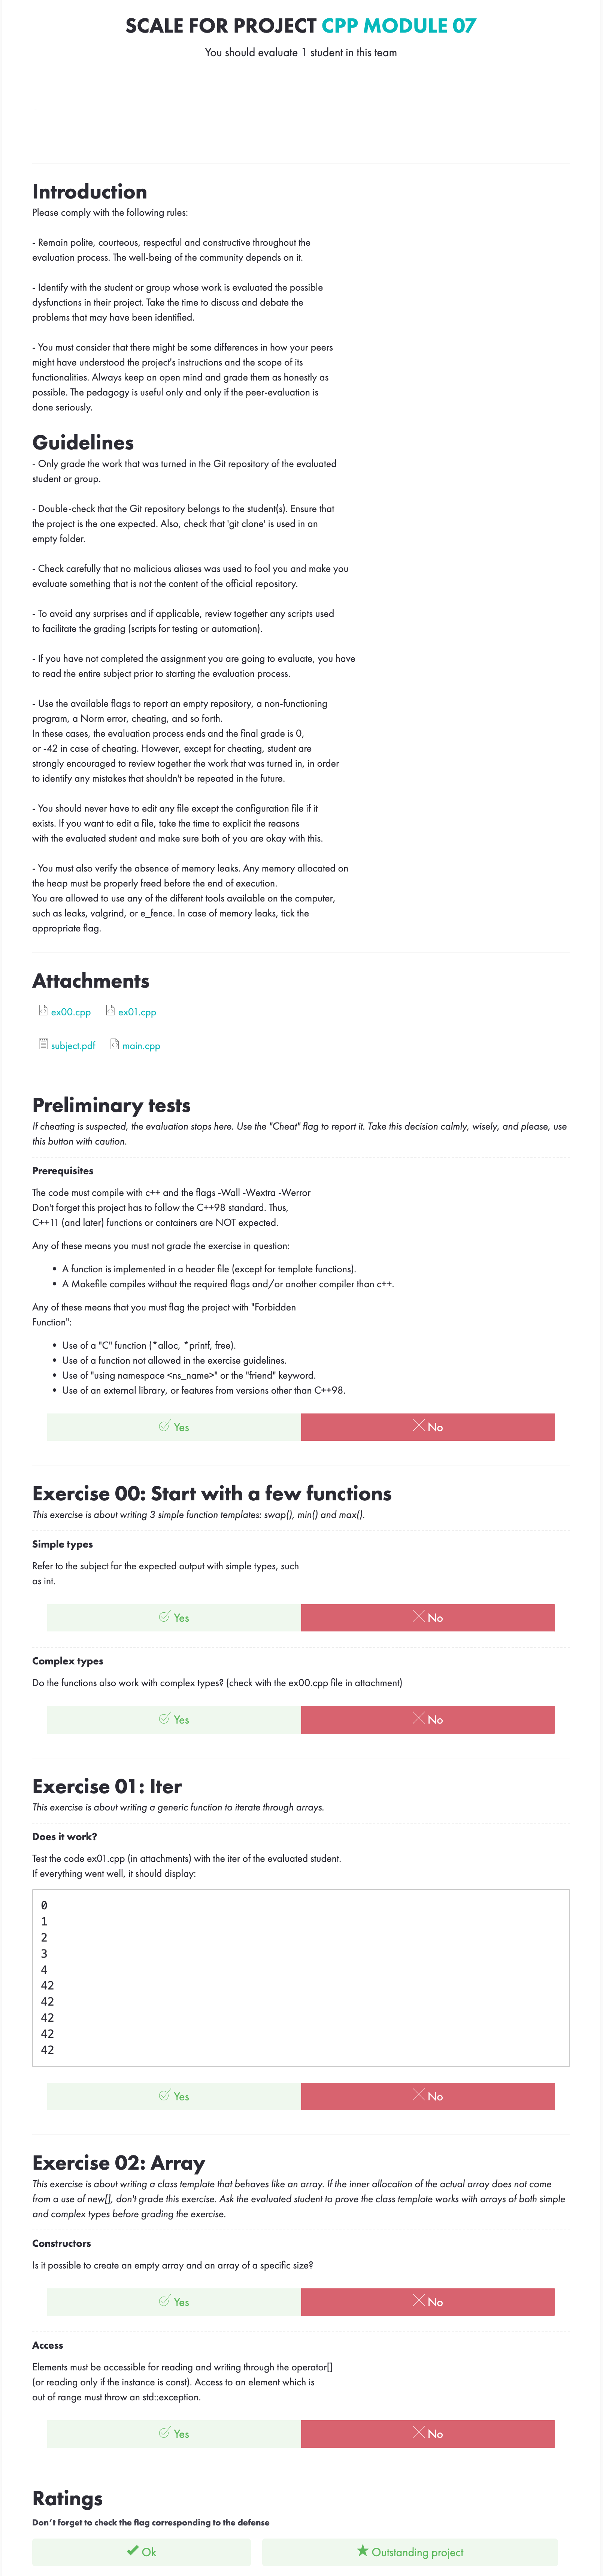 SCALE FOR PROJECT CPP MODULE 07
You should evaluate 1 student in this team
Introduction
Please comply with the following rules:
- Remain polite, courteous, respectful and constructive throughout the
evaluation process. The well-being of the community depends on it.
- Identify with the student or group whose work is evaluated the possible
dysfunctions in their project. Take the time to discuss and debate the
problems that may have been identified.
- You must consider that there might be some differences in how your peers
might have understood the project's instructions and the scope of its
functionalities. Always keep an open mind and grade them as honestly as
possible. The pedagogy is useful only and only if the peer-evaluation is
done seriously.
Guidelines
- Only grade the work that was turned in the Git repository of the evaluated
student or group.
- Double-check that the Git repository belongs to the student(s). Ensure that
the project is the one expected. Also, check that 'git clone' is used in an
empty folder.
- Check carefully that no malicious aliases was used to fool you and make you
evaluate something that is not the content of the official repository.
- To avoid any surprises and if applicable, review together any scripts used
to facilitate the grading (scripts for testing or automation).
- If you have not completed the assignment you are going to evaluate, you have
to read the entire subject prior to starting the evaluation process.
- Use the available flags to report an empty repository, a non-functioning
program, a Norm error, cheating, and so forth.
In these cases, the evaluation process ends and the final grade is 0,
or -42 in case of cheating. However, except for cheating, student are
strongly encouraged to review together the work that was turned in, in order
to identify any mistakes that shouldn't be repeated in the future.
- You should never have to edit any file except the configuration file if it
exists. If you want to edit a file, take the time to explicit the reasons
with the evaluated student and make sure both of you are okay with this.
- You must also verify the absence of memory leaks. Any memory allocated on
the heap must be properly freed before the end of execution.
You are allowed to use any of the different tools available on the computer,
such as leaks, valgrind, or e_fence. In case of memory leaks, tick the
appropriate flag.
Attachments
ex00.cpp ex01.cpp
subject.pdf main.cpp
Preliminary tests
If cheating is suspected, the evaluation stops here. Use the "Cheat" flag to report it. Take this decision calmly, wisely, and please, use
this button with caution.
Prerequisites
The code must compile with c++ and the flags -Wall -Wextra -Werror
Don't forget this project has to follow the C++98 standard. Thus,
C++11 (and later) functions or containers are NOT expected.
Any of these means you must not grade the exercise in question:
• A function is implemented in a header file (except for template functions).
• A Makefile compiles without the required flags and/or another compiler than c++.
Any of these means that you must flag the project with "Forbidden
Function":
• Use of a "C" function (*alloc, *printf, free).
• Use of a function not allowed in the exercise guidelines.
• Use of "using namespace <ns_name>" or the "friend" keyword.
• Use of an external library, or features from versions other than C++98.
Yes No
Exercise 00: Start with a few functions
This exercise is about writing 3 simple function templates: swap(), min() and max().
Simple types
Refer to the subject for the expected output with simple types, such
as int.
Yes No
Complex types
Do the functions also work with complex types? (check with the ex00.cpp file in attachment)
Yes No
Exercise 01: Iter
This exercise is about writing a generic function to iterate through arrays.
Does it work?
Test the code ex01.cpp (in attachments) with the iter of the evaluated student.
If everything went well, it should display:
0
1
2
3
4
42
42
42
42
42
Yes No
Exercise 02: Array
This exercise is about writing a class template that behaves like an array. If the inner allocation of the actual array does not come
from a use of new[], don't grade this exercise. Ask the evaluated student to prove the class template works with arrays of both simple
and complex types before grading the exercise.
Constructors
Is it possible to create an empty array and an array of a specific size?
Yes No
Access
Elements must be accessible for reading and writing through the operator[]
(or reading only if the instance is const). Access to an element which is
out of range must throw an std::exception.
Yes No
Ratings
Don't forget to check the flag corresponding to the defense
Ok Outstanding project